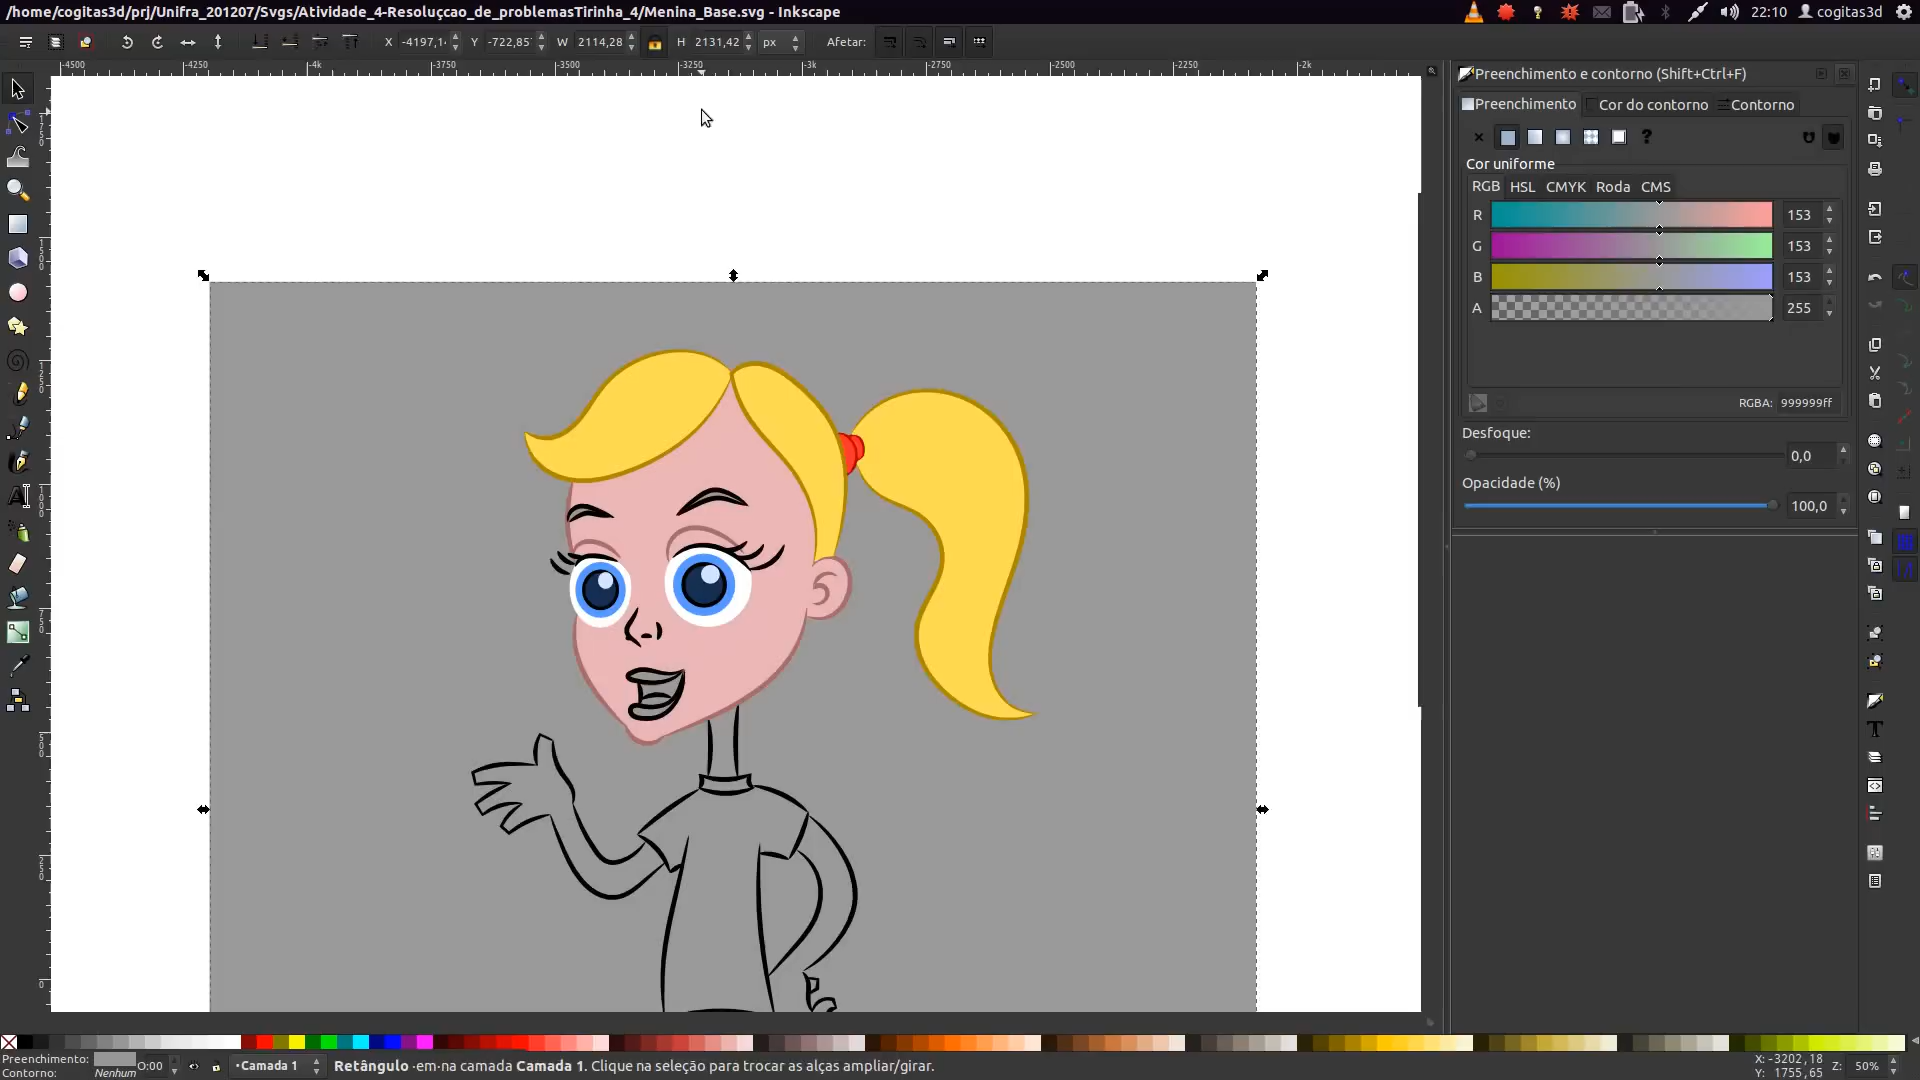 /home/cogitas3d/prj/Unifra_201207/Svgs/Atividade_4-Resoluçcao_de_problemasTirinha_4/Menina_Base.svg - Inkscape
22:10 cogitas3d
X -4197,1 Y -722,85 W 2114,28 H 2131,42 px Afetar:
-4500 -4250 -4k -3750 -3500 -3250 -3k -2750 -2500 -2250 -2k
Preenchimento e contorno (Shift+Ctrl+F)
Preenchimento Cor do contorno Contorno
Cor uniforme
RGB HSL CMYK Roda CMS
R 153
G 153
B 153
A 255
RGBA: 999999ff
Desfoque:
0,0
Opacidade (%)
100,0
Preenchimento:
Contorno: Nenhum
O:00
Camada 1
Retângulo em na camada Camada 1. Clique na seleção para trocar as alças ampliar/girar.
X: -3202,18
Y: 1755,65
Z: 50%